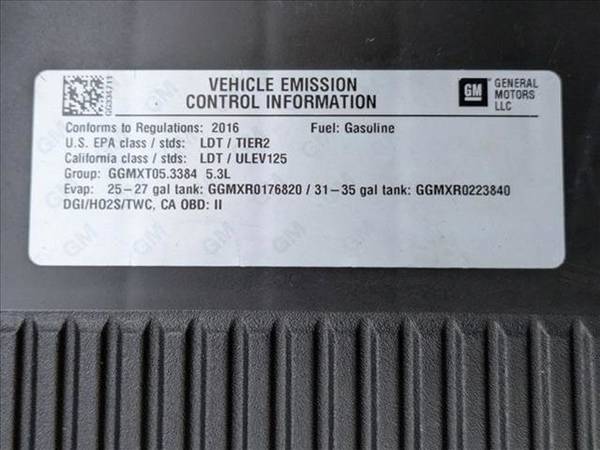 VEHICLE EMISSION
CONTROL INFORMATION
GM GENERAL
MOTORS
LLC
Conforms to Regulations: 2016 Fuel: Gasoline
U.S. EPA class / stds: LDT / TIER2
California class / stds: LDT / ULEV125
Group: GGMXT05.3384 5.3L
Evap: 25-27 gal tank: GGMXR0176820 / 31-35 gal tank: GGMXR0223840
DGI/HO2S/TWC, CA OBD: II